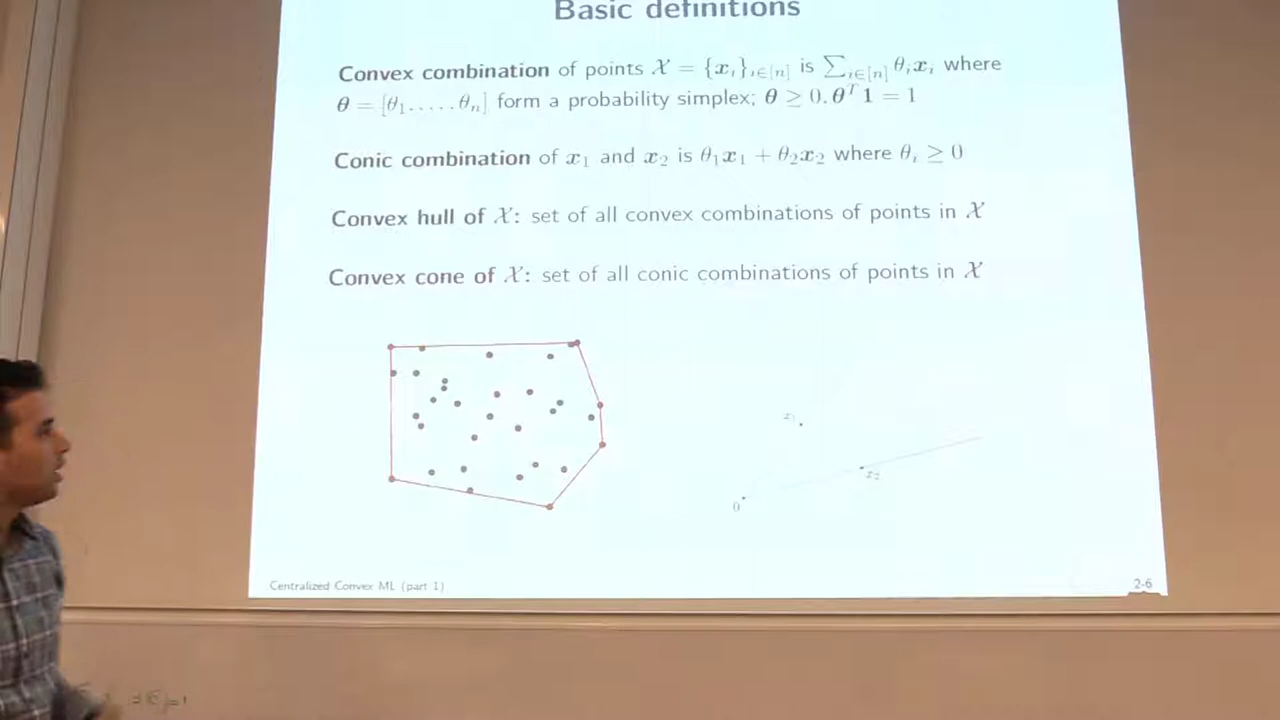 Basic definitions
Convex combination of points 𝒳 = {x_i}_{i∈[n]} is ∑_{i∈[n]} θ_i x_i where
θ = [θ_1, . . . , θ_n] form a probability simplex; θ ≥ 0, θ^T 1 = 1
Conic combination of x_1 and x_2 is θ_1 x_1 + θ_2 x_2 where θ_i ≥ 0
Convex hull of 𝒳: set of all convex combinations of points in 𝒳
Convex cone of 𝒳: set of all conic combinations of points in 𝒳
x_1
x_2
0
Centralized Convex ML (part 1)
2-6